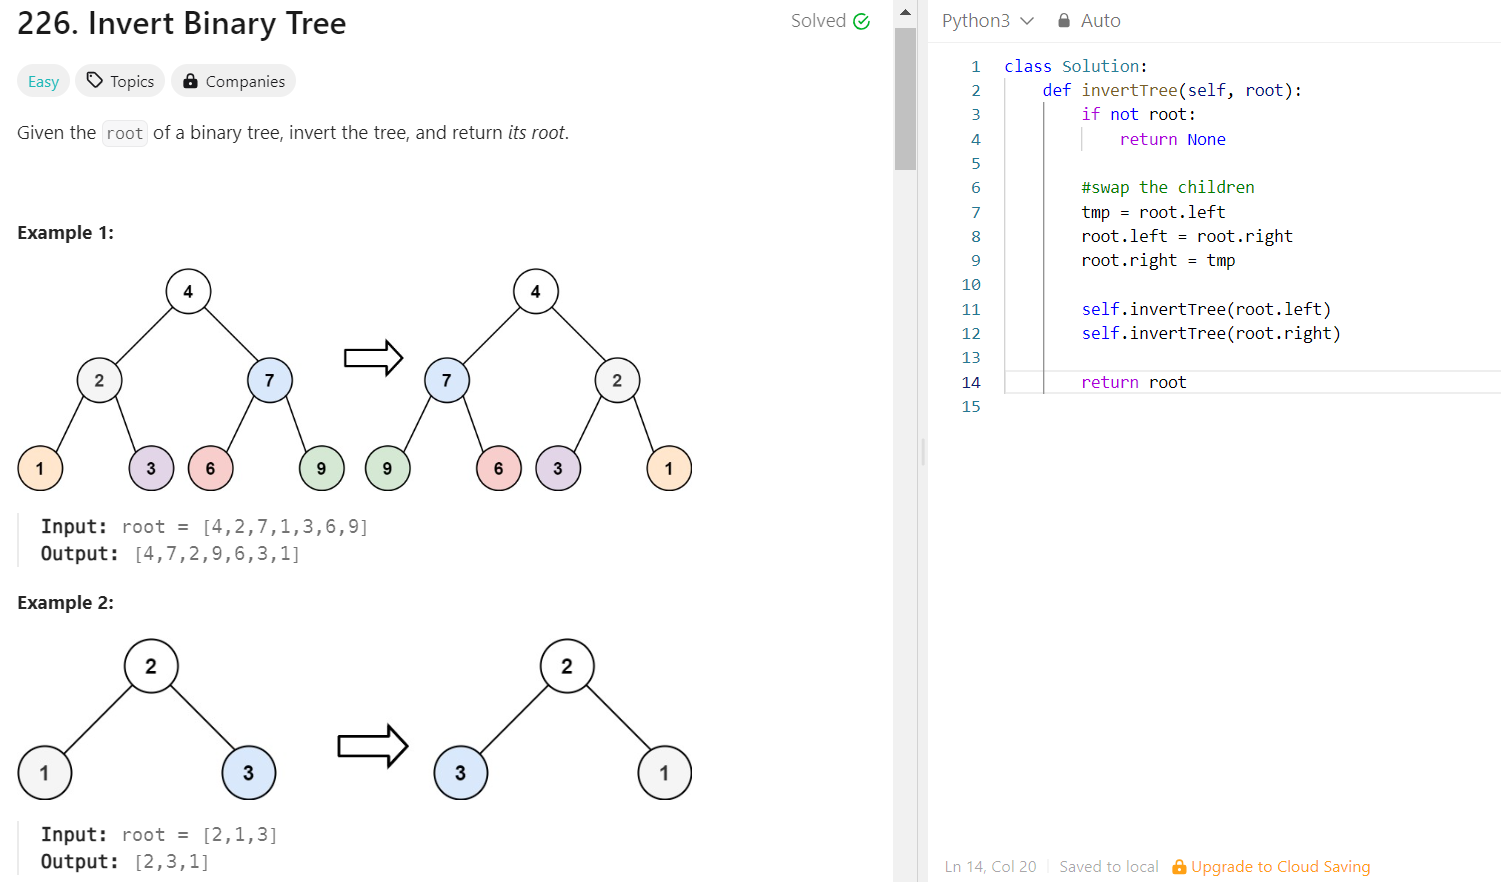 226. Invert Binary Tree
Solved
Easy Topics Companies
Given the root of a binary tree, invert the tree, and return its root.
Example 1:
4 4
2 7 7 2
1 3 6 9 9 6 3 1
Input: root = [4,2,7,1,3,6,9]
Output: [4,7,2,9,6,3,1]
Example 2:
2 2
1 3 3 1
Input: root = [2,1,3]
Output: [2,3,1]
Python3 Auto
1 class Solution:
2     def invertTree(self, root):
3         if not root:
4             return None
5
6         #swap the children
7         tmp = root.left
8         root.left = root.right
9         root.right = tmp
10
11         self.invertTree(root.left)
12         self.invertTree(root.right)
13
14         return root
15
Ln 14, Col 20 Saved to local Upgrade to Cloud Saving